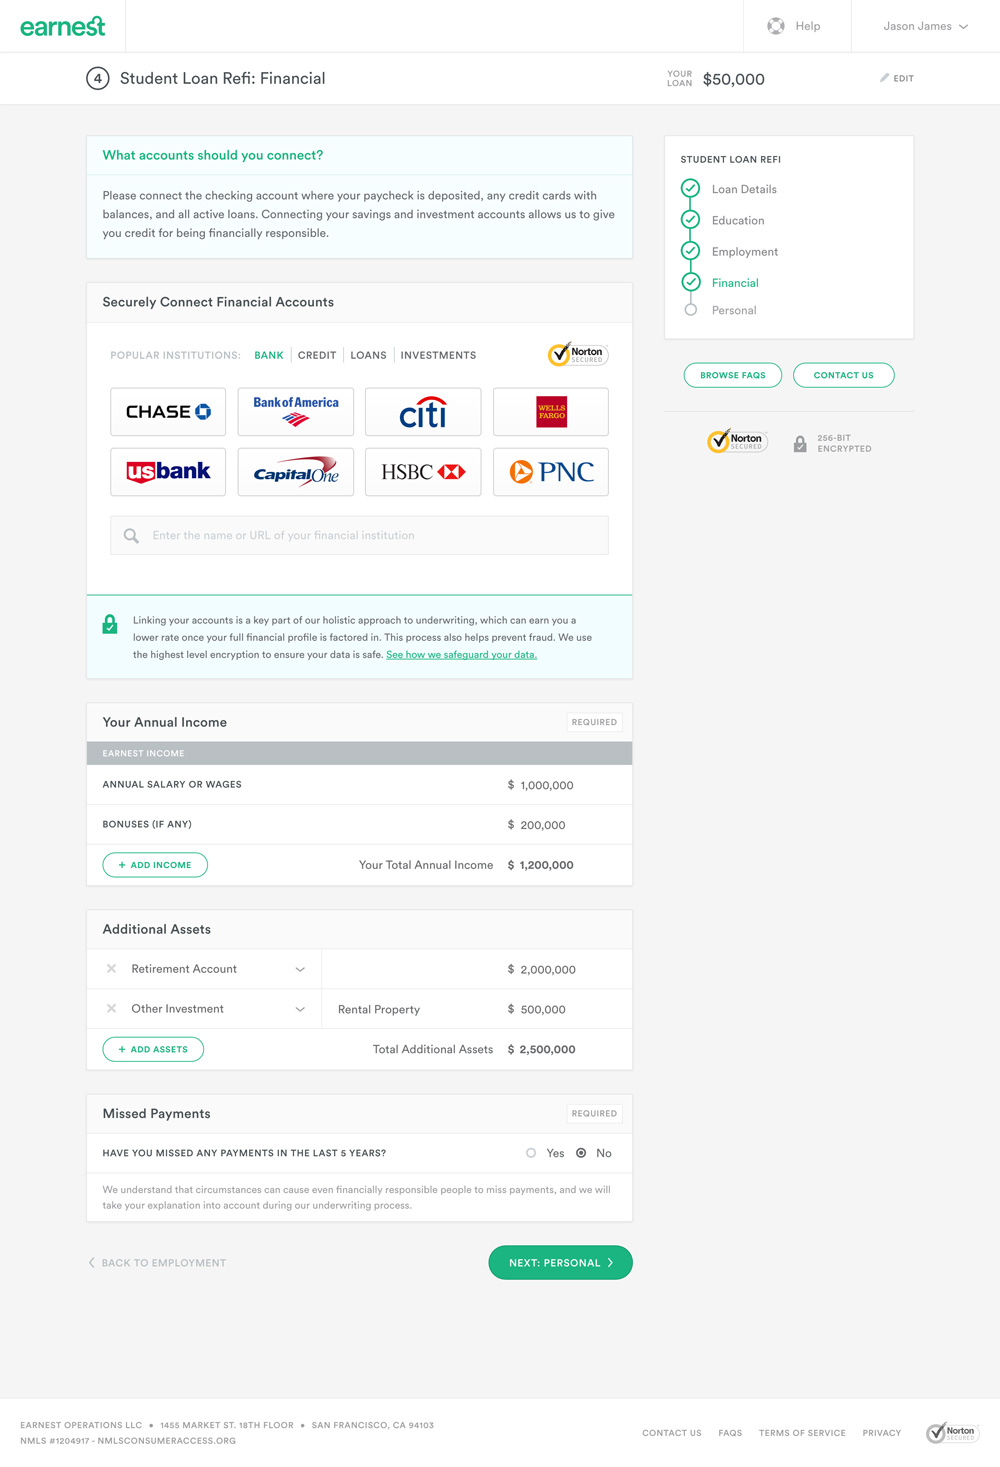 earnest
Help
Jason James
4 Student Loan Refi: Financial
YOUR LOAN $50,000
EDIT
What accounts should you connect?
Please connect the checking account where your paycheck is deposited, any credit cards with
balances, and all active loans. Connecting your savings and investment accounts allows us to give
you credit for being financially responsible.
STUDENT LOAN REFI
Loan Details
Education
Employment
Financial
Personal
BROWSE FAQS
CONTACT US
Norton SECURED
256-BIT
ENCRYPTED
Securely Connect Financial Accounts
POPULAR INSTITUTIONS: BANK CREDIT LOANS INVESTMENTS
Norton SECURED
CHASE
Bank of America
citi
WELLS FARGO
usbank
Capital One
HSBC
PNC
Enter the name or URL of your financial institution
Linking your accounts is a key part of our holistic approach to underwriting, which can earn you a
lower rate once your full financial profile is factored in. This process also helps prevent fraud. We use
the highest level encryption to ensure your data is safe. See how we safeguard your data.
Your Annual Income REQUIRED
EARNEST INCOME
ANNUAL SALARY OR WAGES $ 1,000,000
BONUSES (IF ANY) $ 200,000
+ ADD INCOME Your Total Annual Income $ 1,200,000
Additional Assets
Retirement Account $ 2,000,000
Other Investment Rental Property $ 500,000
+ ADD ASSETS Total Additional Assets $ 2,500,000
Missed Payments REQUIRED
HAVE YOU MISSED ANY PAYMENTS IN THE LAST 5 YEARS? Yes No
We understand that circumstances can cause even financially responsible people to miss payments, and we will
take your explanation into account during our underwriting process.
BACK TO EMPLOYMENT
NEXT: PERSONAL
EARNEST OPERATIONS LLC • 1455 MARKET ST. 18TH FLOOR • SAN FRANCISCO, CA 94103
NMLS #1204917 - NMLSCONSUMERACCESS.ORG
CONTACT US FAQS TERMS OF SERVICE PRIVACY
Norton SECURED